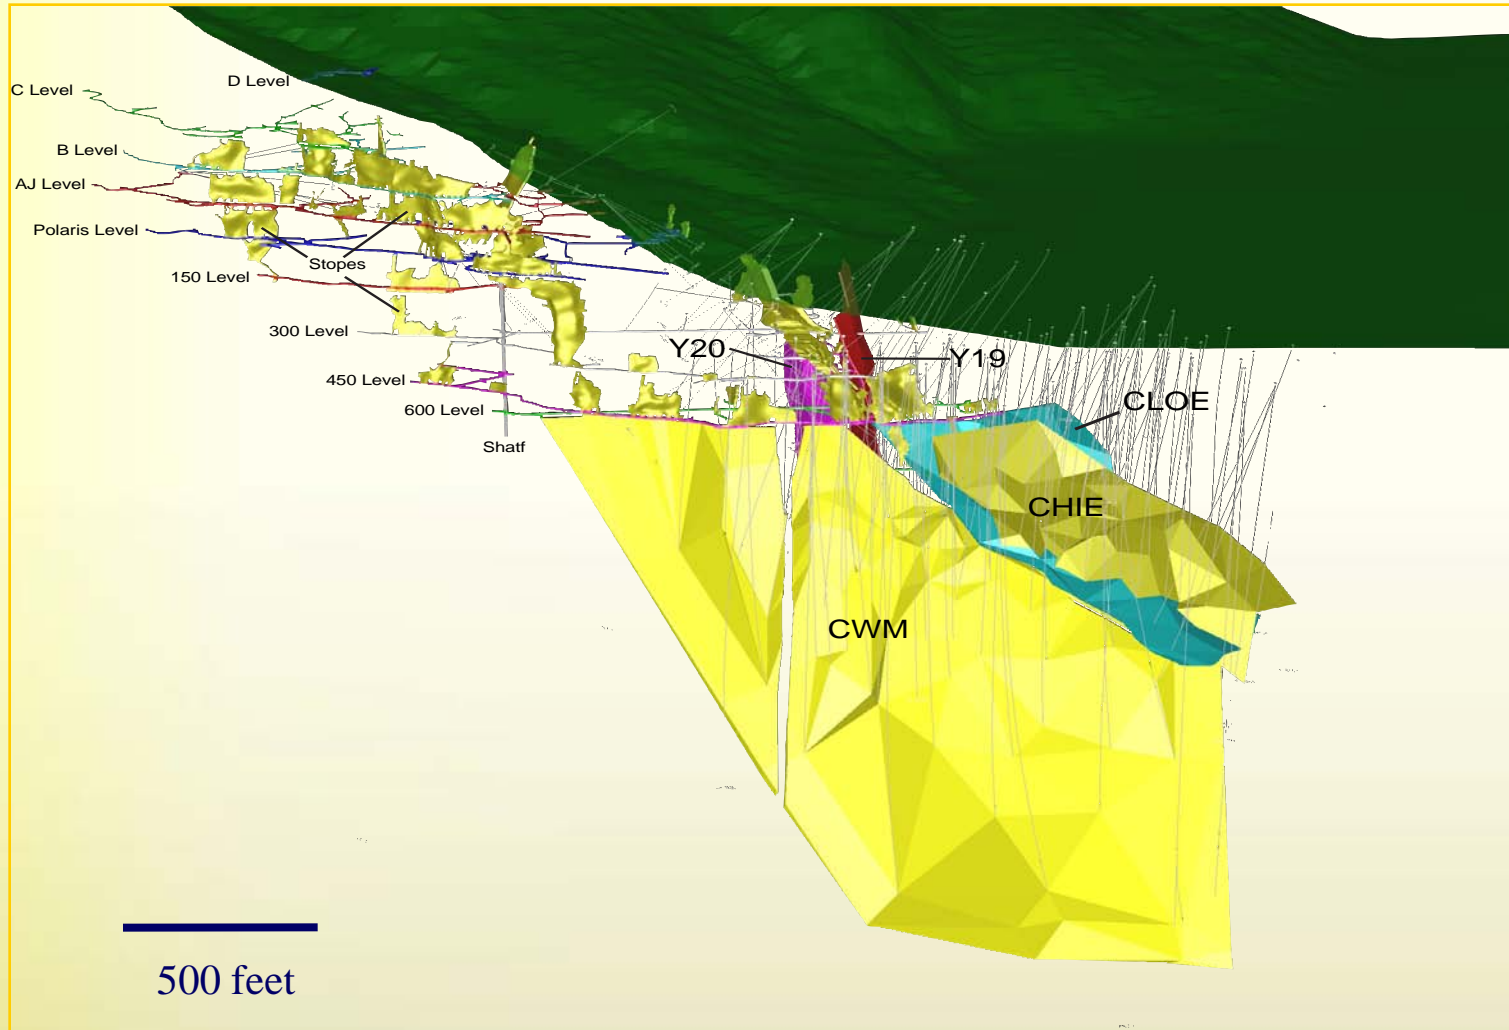 D Level
C Level
B Level
AJ Level
Polaris Level
Stopes
150 Level
300 Level
Y20
Y19
450 Level
600 Level
CLOE
Shatf
CHIE
CWM
500 feet